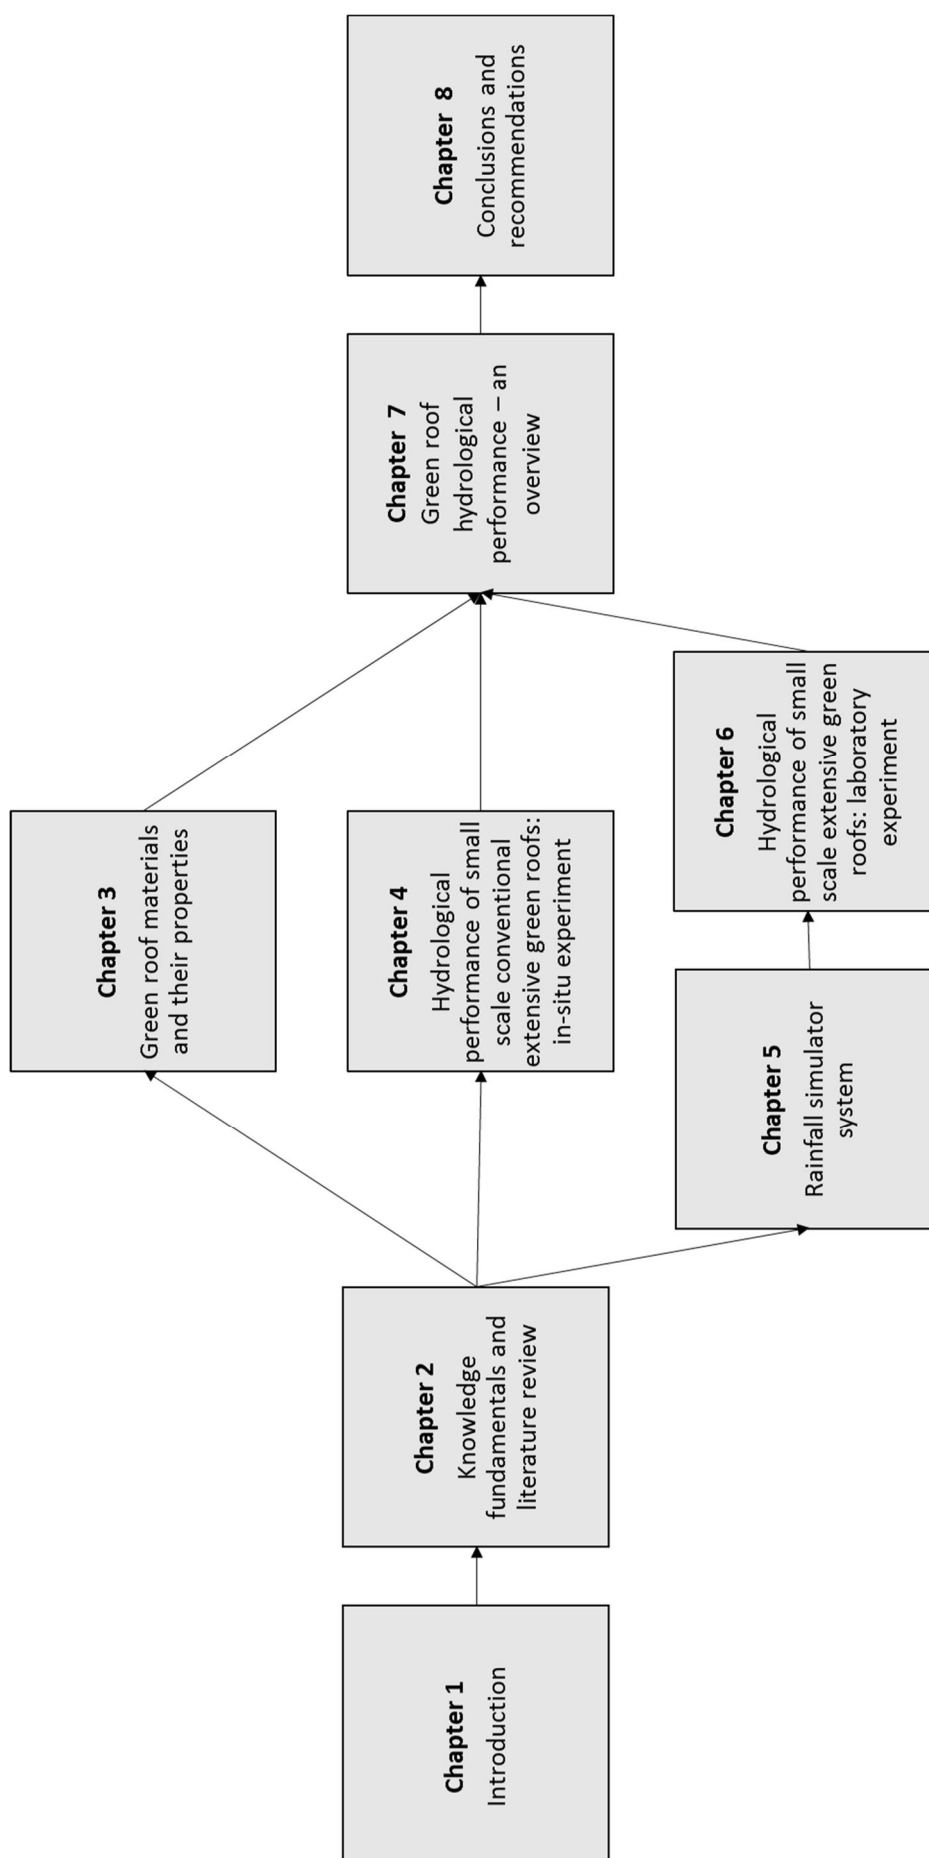 Chapter 1
Introduction
Chapter 2
Knowledge
fundamentals and
literature review
Chapter 3
Green roof materials
and their properties
Chapter 4
Hydrological
performance of small
scale conventional
extensive green roofs:
in-situ experiment
Chapter 5
Rainfall simulator
system
Chapter 6
Hydrological
performance of small
scale extensive green
roofs: laboratory
experiment
Chapter 7
Green roof
hydrological
performance – an
overview
Chapter 8
Conclusions and
recommendations